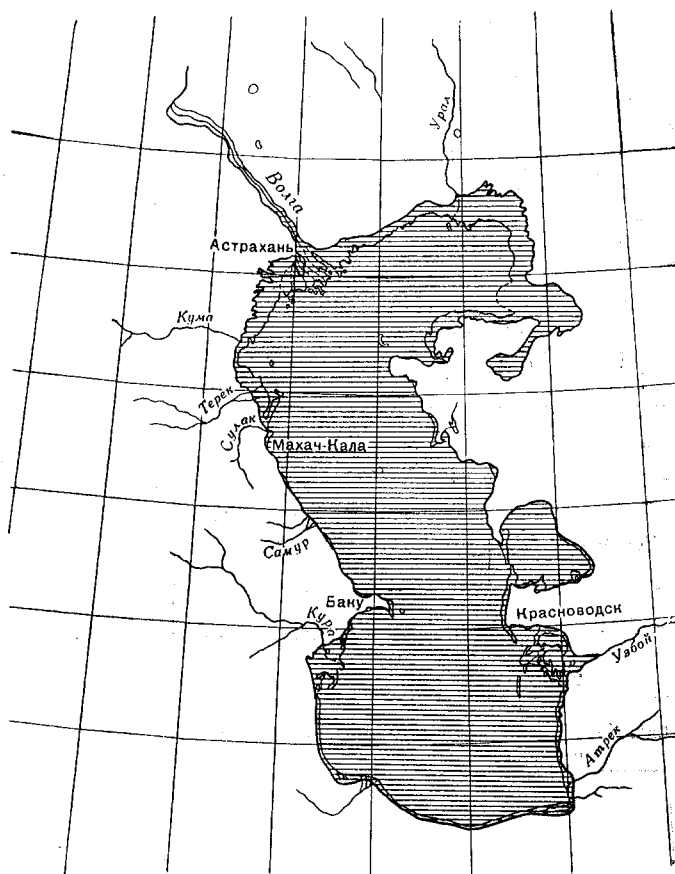 Урал
Волга
Астрахань
Кума
Терек
Сулак
Махач-Кала
Самур
Баку
Кура
Красноводск
Узбой
Атрек